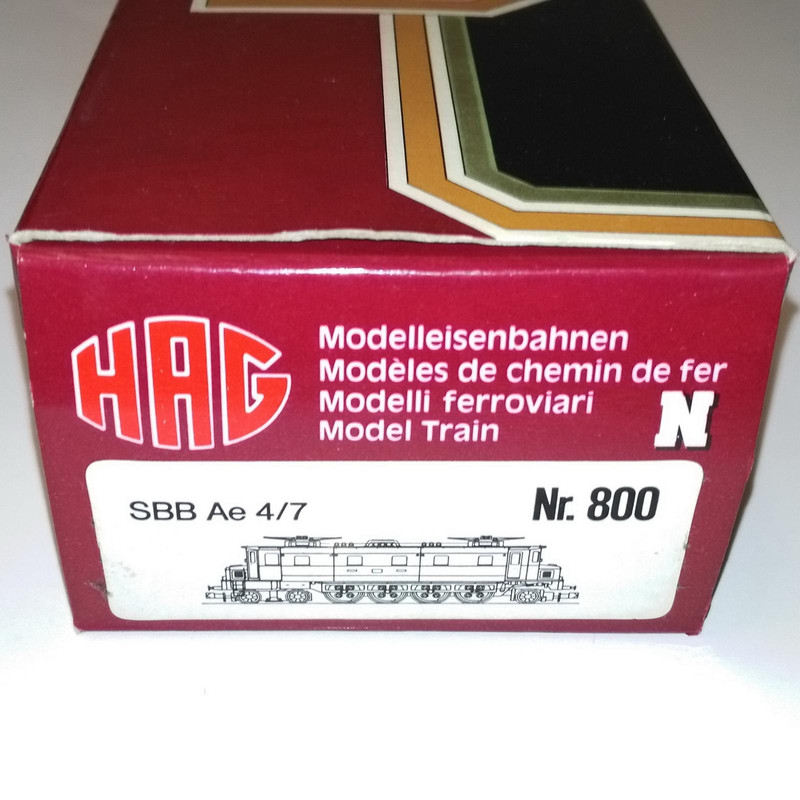 HAG
Modelleisenbahnen
Modèles de chemin de fer
Modelli ferroviari
Model Train
N
SBB Ae 4/7
Nr. 800